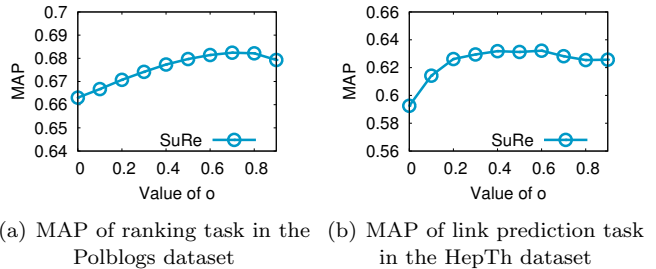 0.7
0.69
0.68
0.67
0.66
0.65
0.64
MAP
0 0.2 0.4 0.6 0.8
Value of o
SuRe
0.66
0.64
0.62
0.6
0.58
0.56
MAP
0 0.2 0.4 0.6 0.8
Value of o
SuRe
(a) MAP of ranking task in the
Polblogs dataset
(b) MAP of link prediction task
in the HepTh dataset